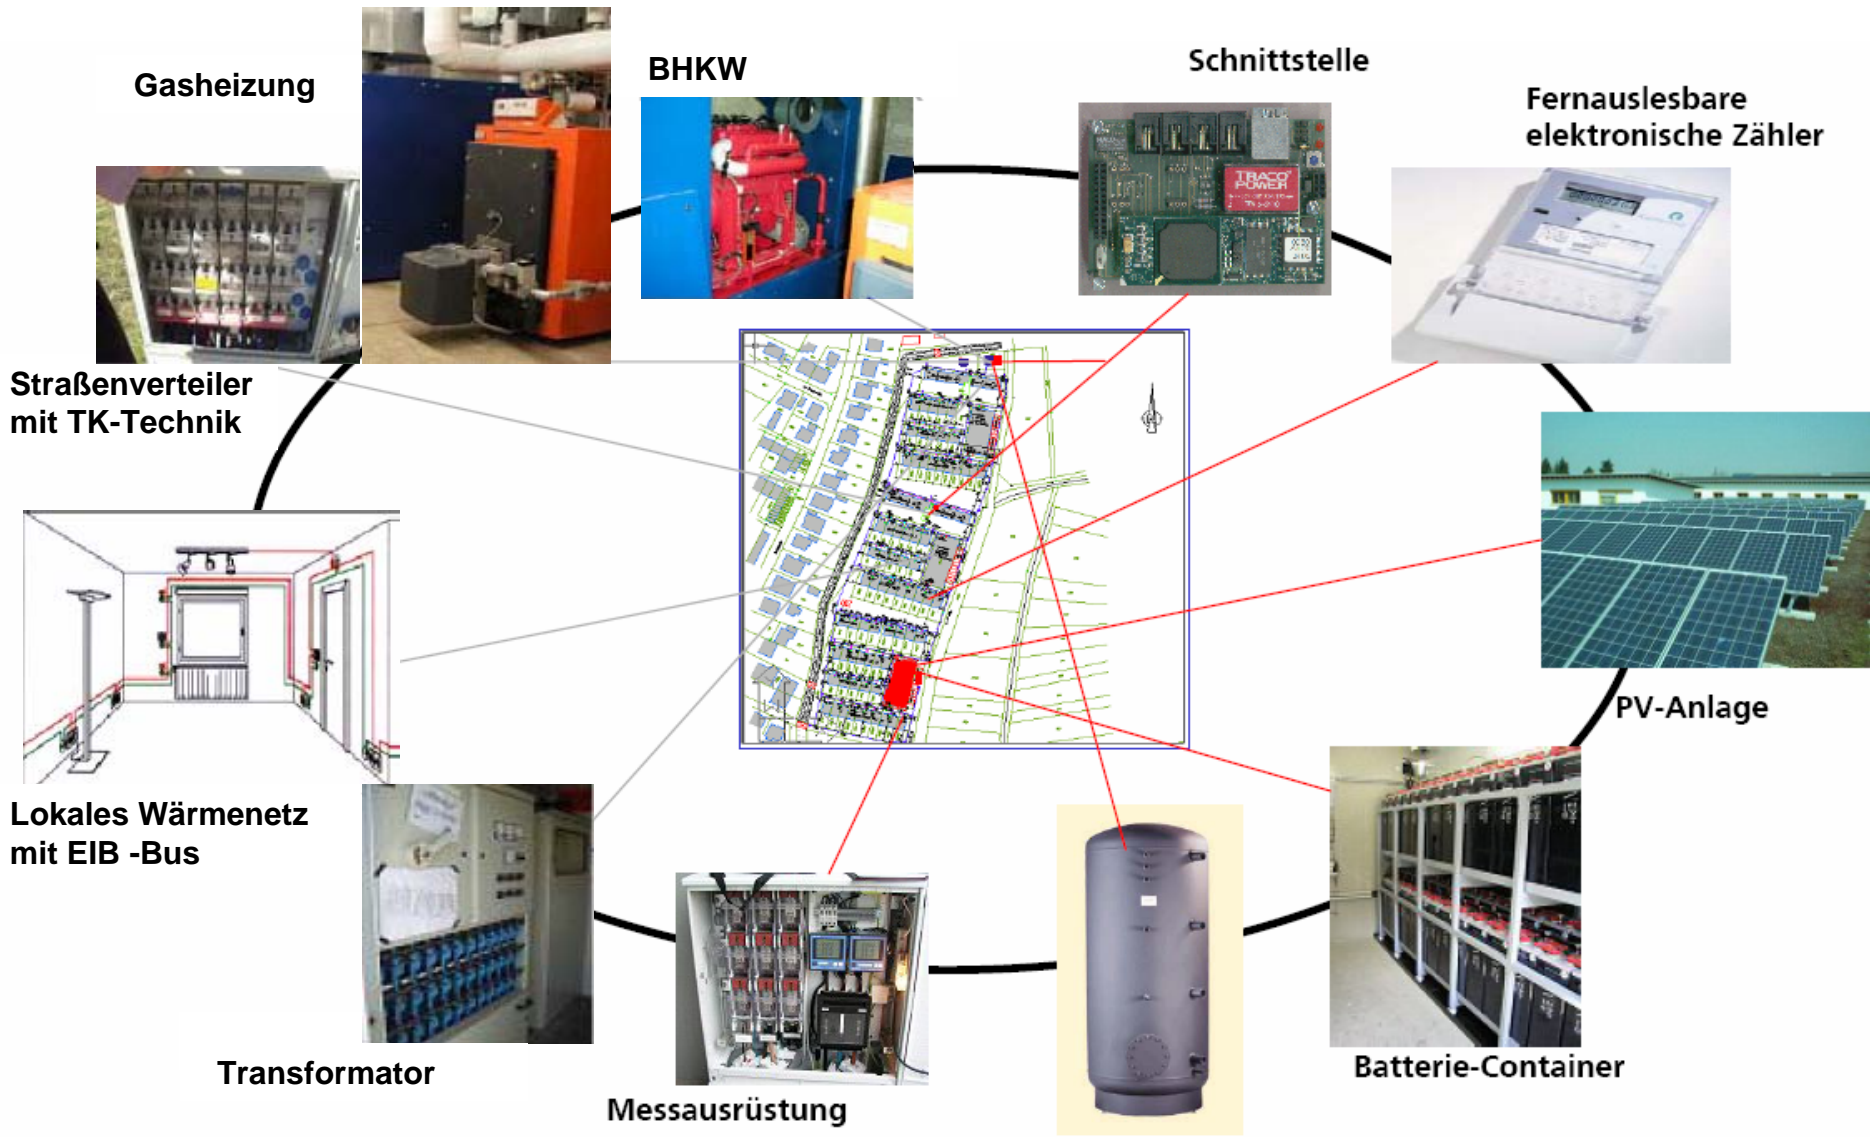 Gasheizung
BHKW
Schnittstelle
Fernauslesbare
elektronische Zähler
TRACO
POWER
Straßenverteiler
mit TK-Technik
PV-Anlage
Lokales Wärmenetz
mit EIB -Bus
Transformator
Messausrüstung
Batterie-Container